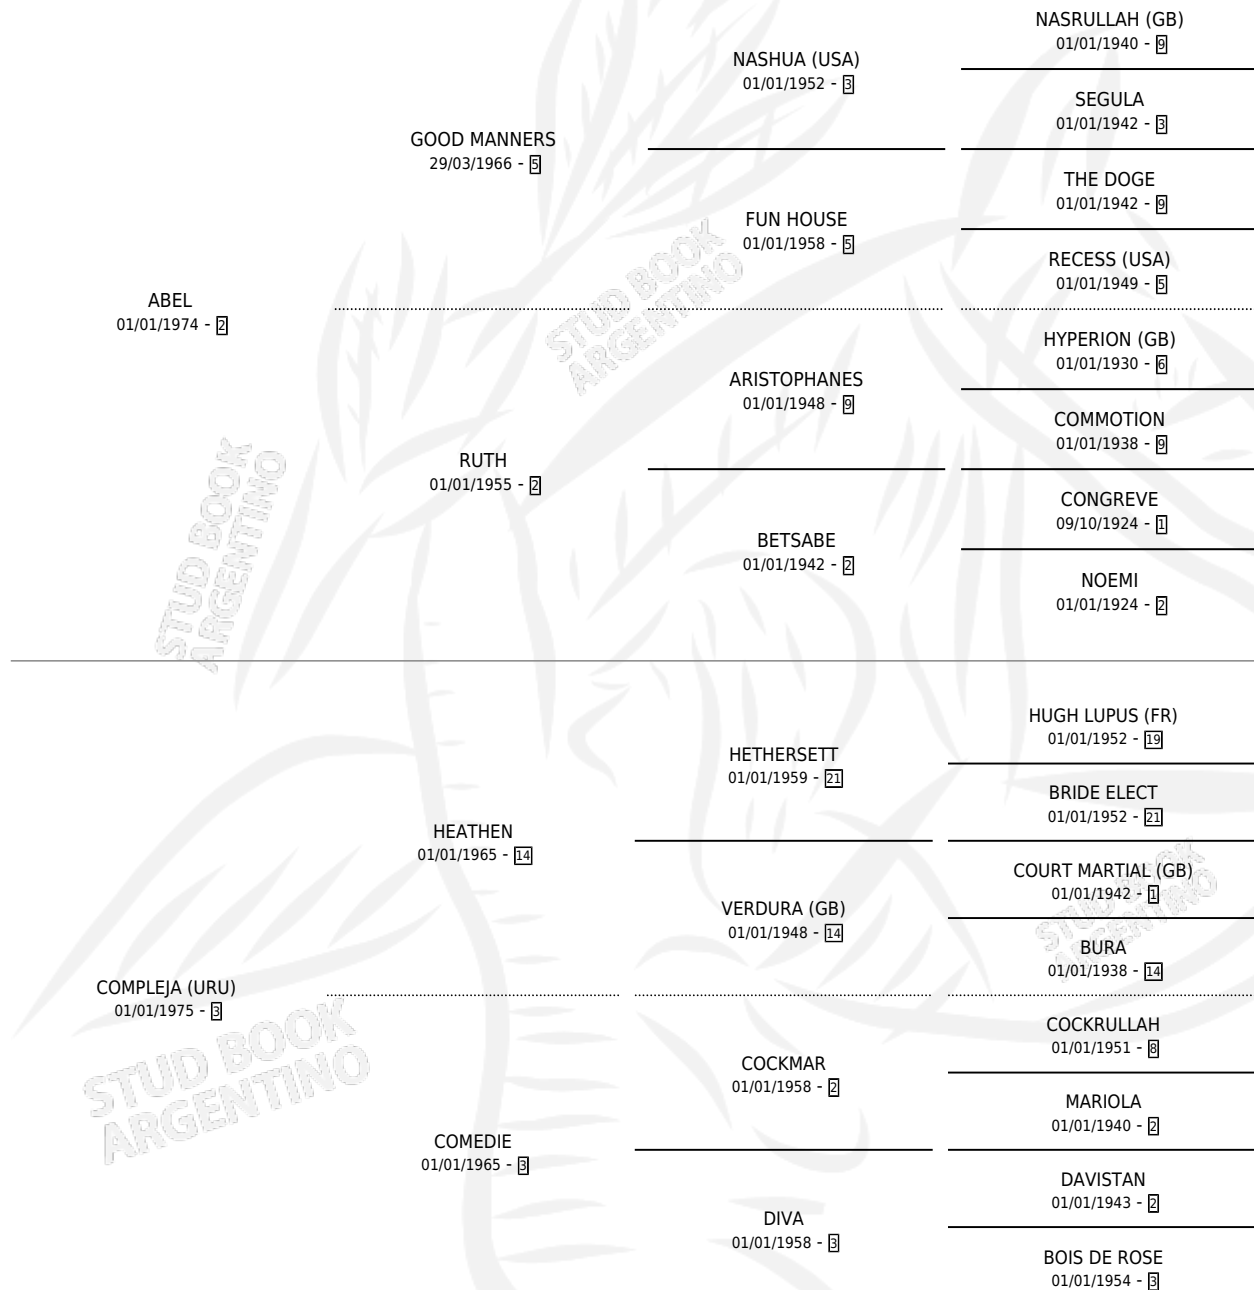 NASRULLAH (GB)
01/01/1940 - 9
NASHUA (USA)
01/01/1952 - 3
SEGULA
01/01/1942 - 3
GOOD MANNERS
29/03/1966 - 5
THE DOGE
01/01/1942 - 9
FUN HOUSE
01/01/1958 - 5
RECESS (USA)
01/01/1949 - 5
ABEL
01/01/1974 - 2
HYPERION (GB)
01/01/1930 - 6
ARISTOPHANES
01/01/1948 - 9
COMMOTION
01/01/1938 - 9
RUTH
01/01/1955 - 2
CONGREVE
09/10/1924 - 1
BETSABE
01/01/1942 - 2
NOEMI
01/01/1924 - 2
HUGH LUPUS (FR)
01/01/1952 - 19
HETHERSETT
01/01/1959 - 21
BRIDE ELECT
01/01/1952 - 21
HEATHEN
01/01/1965 - 14
COURT MARTIAL (GB)
01/01/1942 - 1
VERDURA (GB)
01/01/1948 - 14
BURA
01/01/1938 - 14
COMPLEJA (URU)
01/01/1975 - 3
COCKRULLAH
01/01/1951 - 8
COCKMAR
01/01/1958 - 2
MARIOLA
01/01/1940 - 2
COMEDIE
01/01/1965 - 3
DAVISTAN
01/01/1943 - 2
DIVA
01/01/1958 - 3
BOIS DE ROSE
01/01/1954 - 3
STUD BOOK
ARGENTINO
STUD BOOK
ARGENTINO
STUD BOOK
ARGENTINO
STUD BOOK
ARGENTINO